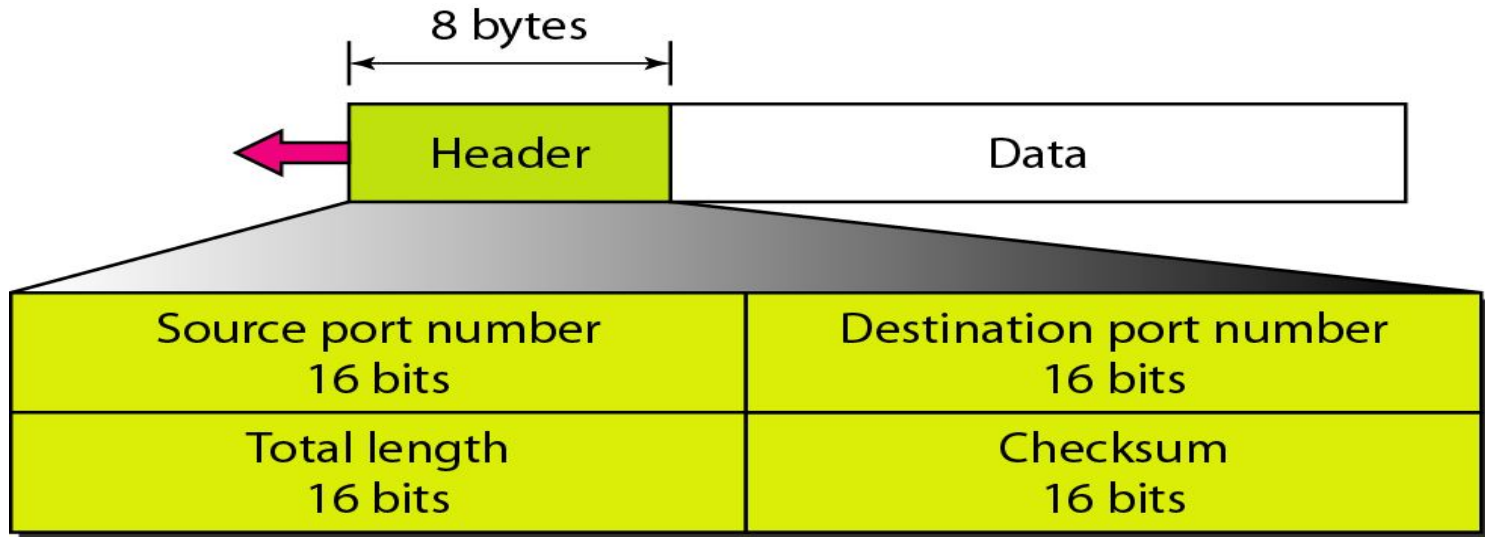 8 bytes
Header
Data
Source port number
16 bits
Destination port number
16 bits
Total length
16 bits
Checksum
16 bits